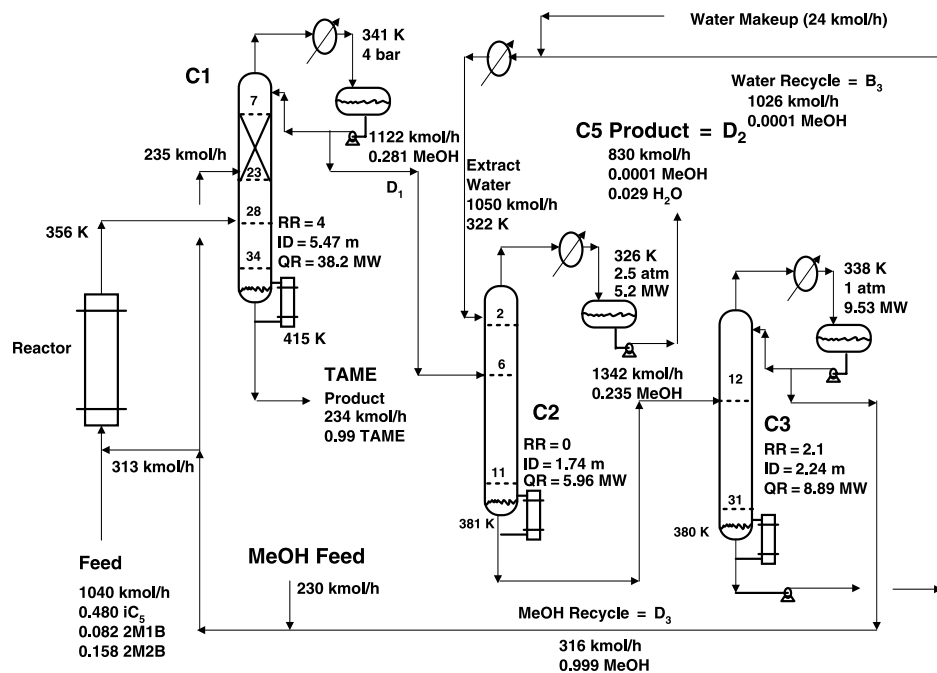 Water Makeup (24 kmol/h)
341 K
4 bar
C1
7
Water Recycle = B3
1026 kmol/h
0.0001 MeOH
C5 Product = D2
830 kmol/h
0.0001 MeOH
0.029 H2O
1122 kmol/h
0.281 MeOH
235 kmol/h
23
Extract
Water
1050 kmol/h
322 K
D1
28
356 K
RR = 4
ID = 5.47 m
QR = 38.2 MW
34
326 K
2.5 atm
5.2 MW
338 K
1 atm
9.53 MW
2
415 K
Reactor
6
TAME
Product
234 kmol/h
0.99 TAME
1342 kmol/h
0.235 MeOH
12
C2
C3
RR = 0
ID = 1.74 m
QR = 5.96 MW
RR = 2.1
ID = 2.24 m
QR = 8.89 MW
313 kmol/h
11
31
381 K
380 K
Feed
1040 kmol/h
0.480 iC5
0.082 2M1B
0.158 2M2B
MeOH Feed
230 kmol/h
MeOH Recycle = D3
316 kmol/h
0.999 MeOH